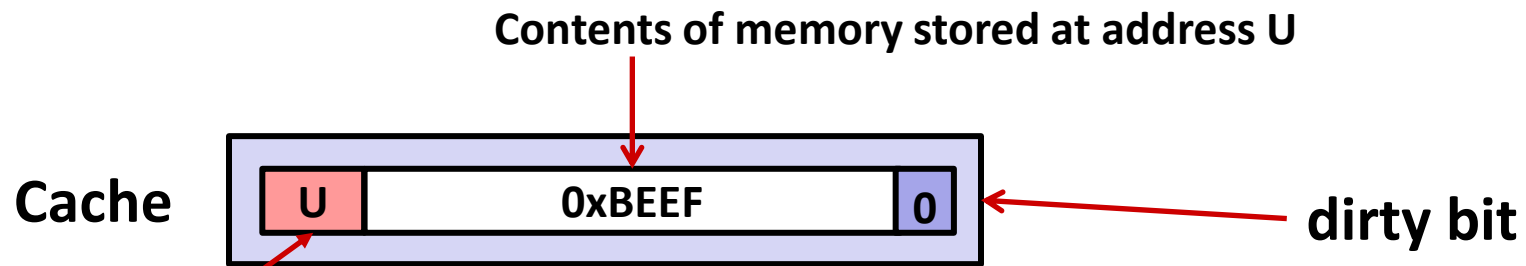 Contents of memory stored at address U
Cache
U
0xBEEF
0
dirty bit